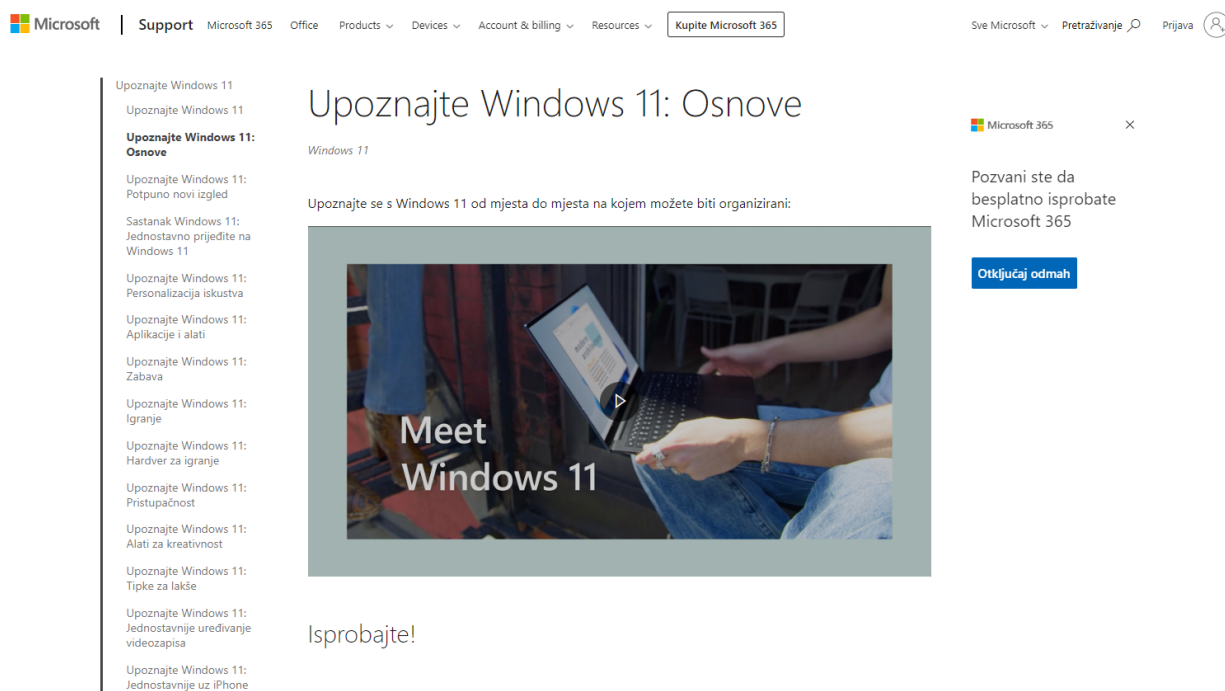 Microsoft
Support
Microsoft 365
Office
Products
Devices
Account & billing
Resources
Kupite Microsoft 365
Sve Microsoft
Pretraživanje
Prijava
Upoznajte Windows 11
Upoznajte Windows 11
Upoznajte Windows 11:
Osnove
Upoznajte Windows 11:
Potpuno novi izgled
Sastanak Windows 11:
Jednostavno prijeđite na
Windows 11
Upoznajte Windows 11:
Personalizacija iskustva
Upoznajte Windows 11:
Aplikacije i alati
Upoznajte Windows 11:
Zabava
Upoznajte Windows 11:
Igranje
Upoznajte Windows 11:
Hardver za igranje
Upoznajte Windows 11:
Pristupačnost
Upoznajte Windows 11:
Alati za kreativnost
Upoznajte Windows 11:
Tipke za lakše
Upoznajte Windows 11:
Jednostavnije uređivanje
videozapisa
Upoznajte Windows 11:
Jednostavnije uz iPhone
Upoznajte Windows 11: Osnove
Windows 11
Upoznajte se s Windows 11 od mjesta do mjesta na kojem možete biti organizirani:
Meet
Windows 11
Isprobajte!
Microsoft 365
Pozvani ste da
besplatno isprobate
Microsoft 365
Otključaj odmah